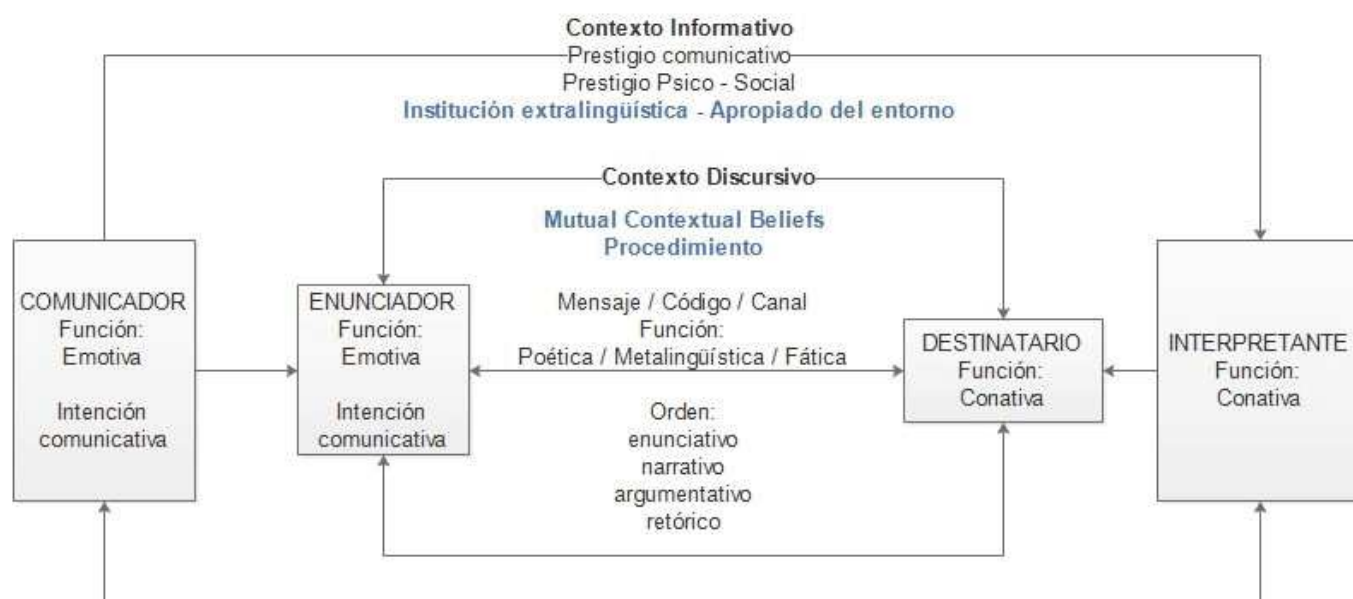 Contexto Informativo
Prestigio comunicativo
Prestigio Psico - Social
Institución extralingüística - Apropiado del entorno
Contexto Discursivo
Mutual Contextual Beliefs
Procedimiento
COMUNICADOR
Función:
Emotiva
Intención
comunicativa
ENUNCIADOR
Función:
Emotiva
Intención
comunicativa
Mensaje / Código / Canal
Función:
Poética / Metalingüística / Fática
Orden:
enunciativo
narrativo
argumentativo
retórico
DESTINATARIO
Función:
Conativa
INTERPRETANTE
Función:
Conativa